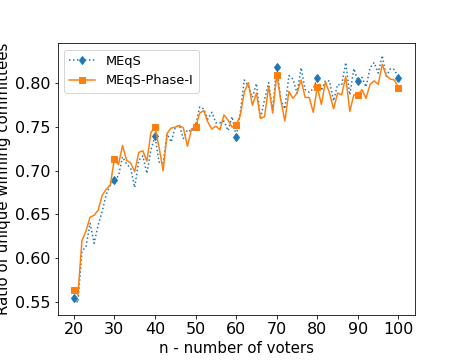 MEqS
MEqS-Phase-I
Ratio of unique winning committees
0.80
0.75
0.70
0.65
0.60
0.55
20 30 40 50 60 70 80 90 100
n - number of voters